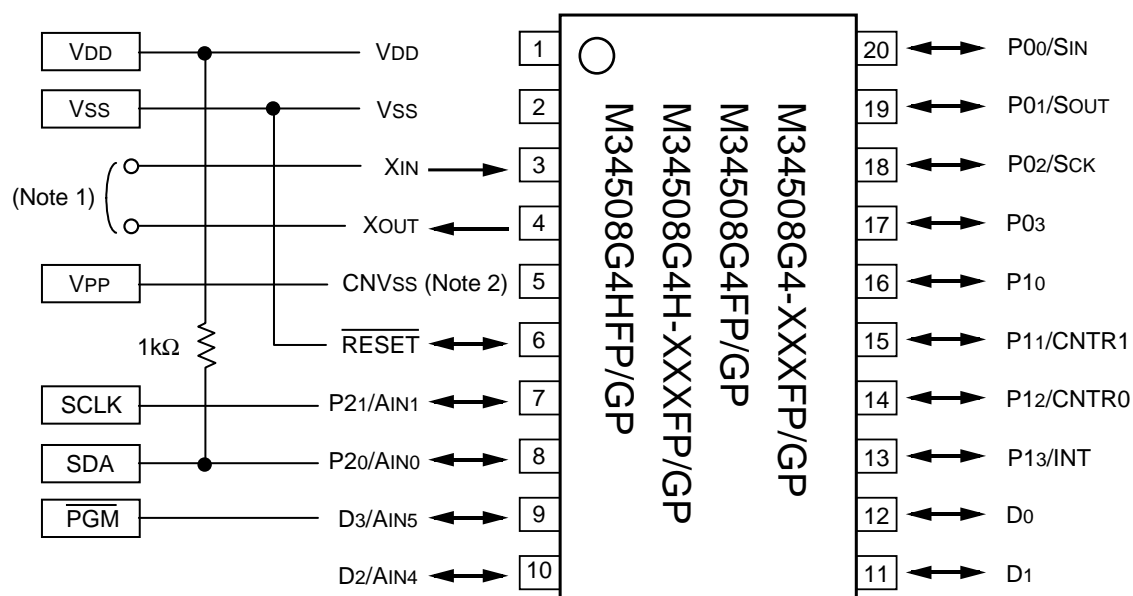 VDD VDD 1 20 P00/SIN
VSS VSS 2 19 P01/SOUT
XIN 3 18 P02/SCK
(Note 1)
XOUT 4 17 P03
VPP CNVSS (Note 2) 5 16 P10
1kΩ RESET 6 15 P11/CNTR1
SCLK P21/AIN1 7 14 P12/CNTR0
SDA P20/AIN0 8 13 P13/INT
PGM D3/AIN5 9 12 D0
D2/AIN4 10 11 D1
M34508G4-XXXFP/GP
M34508G4FP/GP
M34508G4H-XXXFP/GP
M34508G4HFP/GP